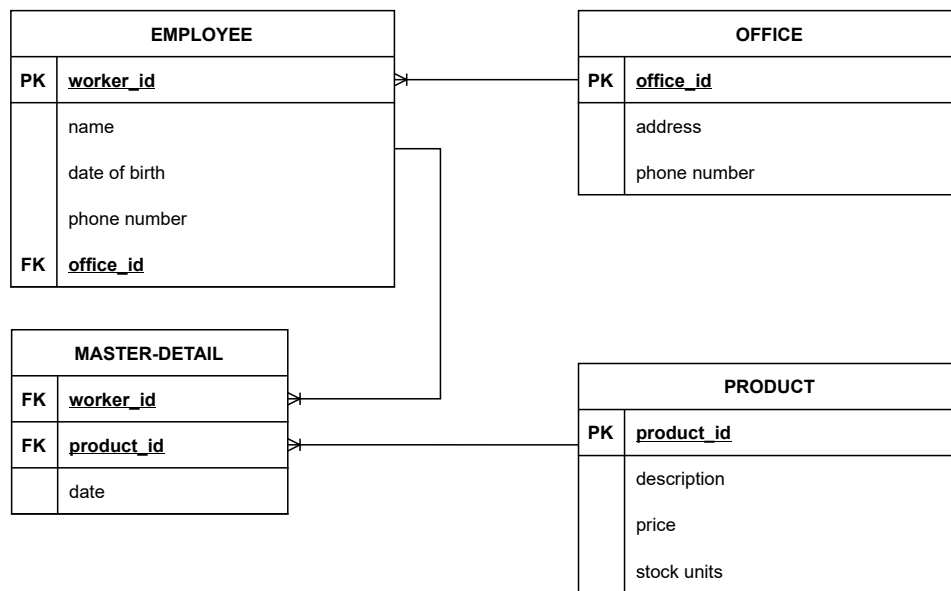 EMPLOYEE
PK worker_id
name
date of birth
phone number
FK office_id
OFFICE
PK office_id
address
phone number
MASTER-DETAIL
FK worker_id
FK product_id
date
PRODUCT
PK product_id
description
price
stock units